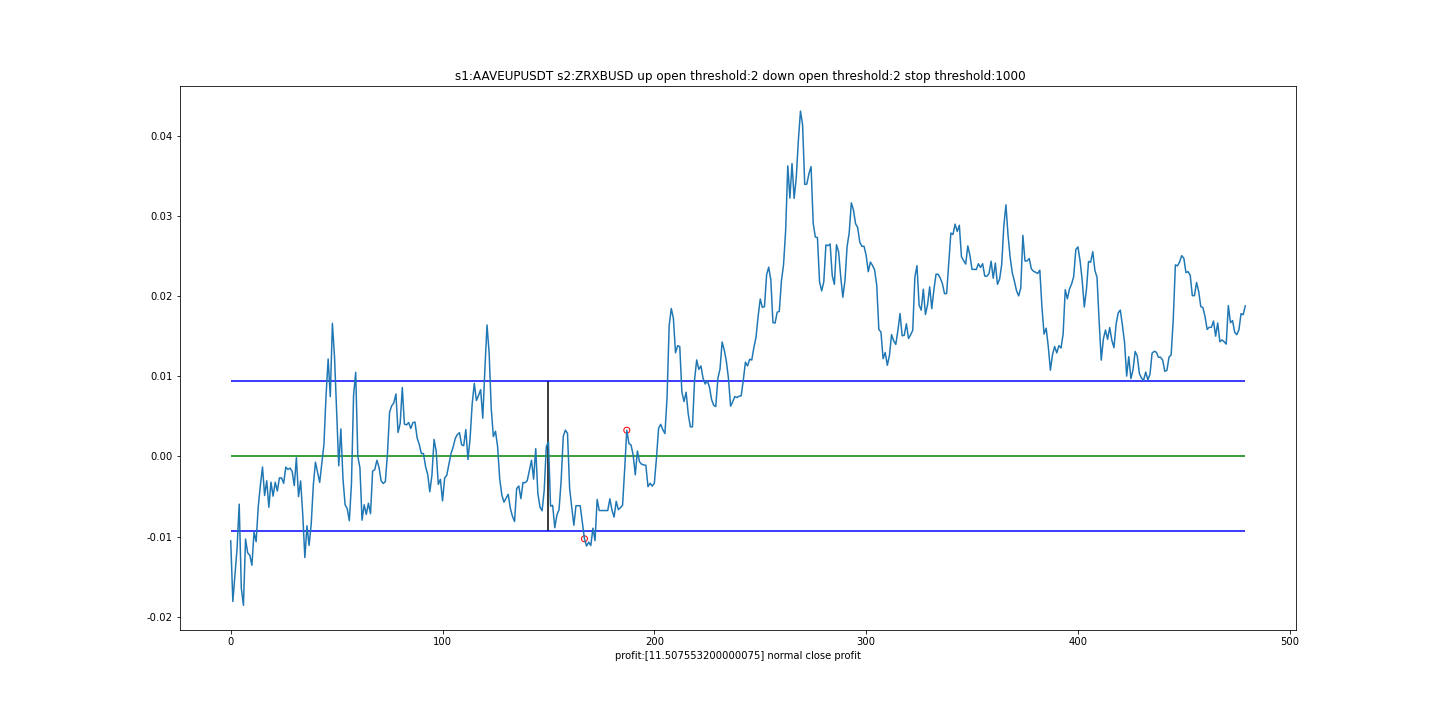 s1:AAVEUPUSDT s2:ZRXBUSD up open threshold:2 down open threshold:2 stop threshold:1000
0.04
0.03
0.02
0.01
0.00
-0.01
-0.02
0 100 200 300 400 500
profit:[11.507553200000075] normal close profit